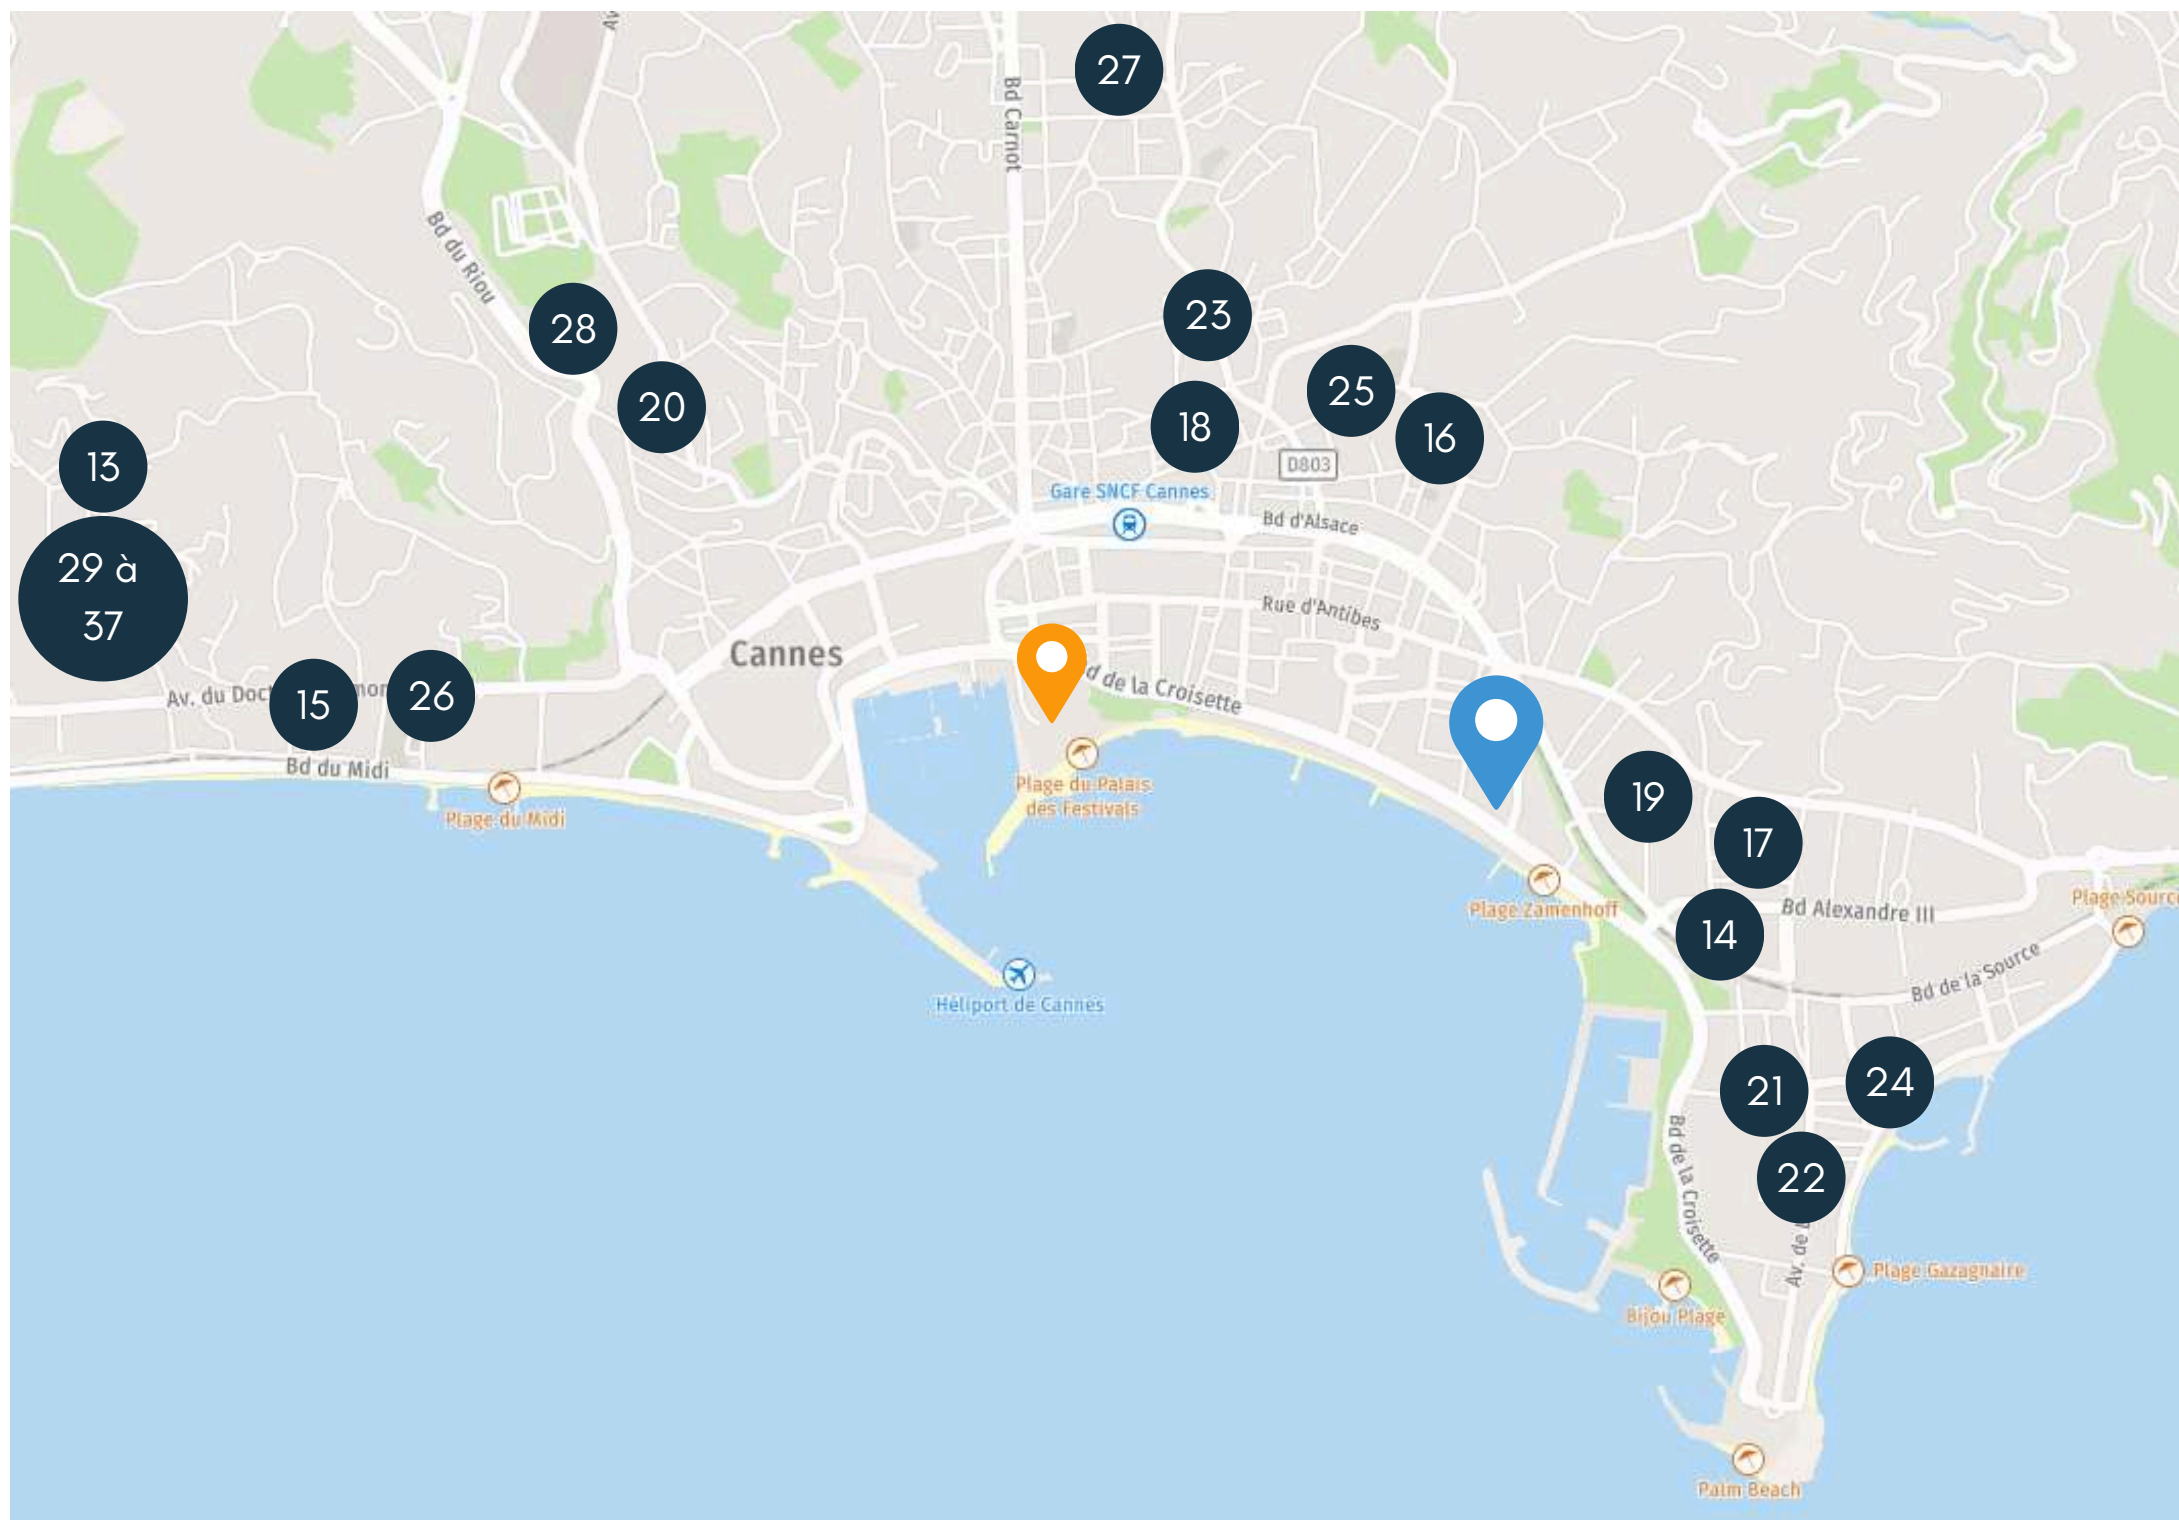 27
Bd Carnot
Bd du Riou
28
23
20
25
18
16
D803
13
Gare SNCF Cannes
Bd d'Alsace
29 à
37
Rue d'Antibes
Cannes
d de la Croisette
Av. du Doc
15
26
Bd du Midi
Plage du Midi
Plage du Palais
des Festivals
19
17
Plage Zamenhoff
14
Bd Alexandre III
Plage Source
Bd de la Source
Héliport de Cannes
21
24
22
Bd de la Croisette
Av. de
Plage Gazagnaire
Bijou Plage
Palm Beach